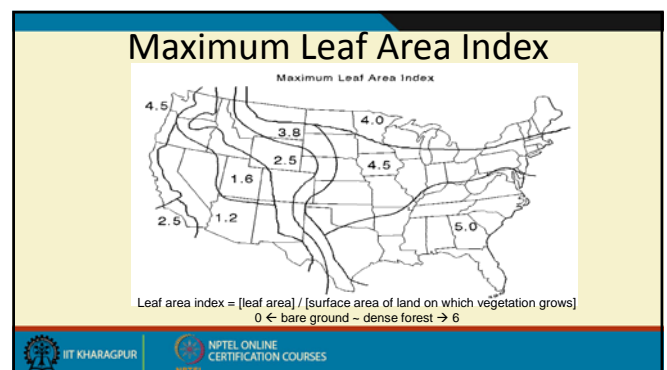 Maximum Leaf Area Index
Maximum Leaf Area Index
4.5
4.0
3.8
2.5
4.5
1.6
2.5
1.2
5.0
Leaf area index = [leaf area] / [surface area of land on which vegetation grows]
0 ← bare ground ~ dense forest → 6
IIT KHARAGPUR
NPTEL ONLINE
CERTIFICATION COURSES
NPTEL